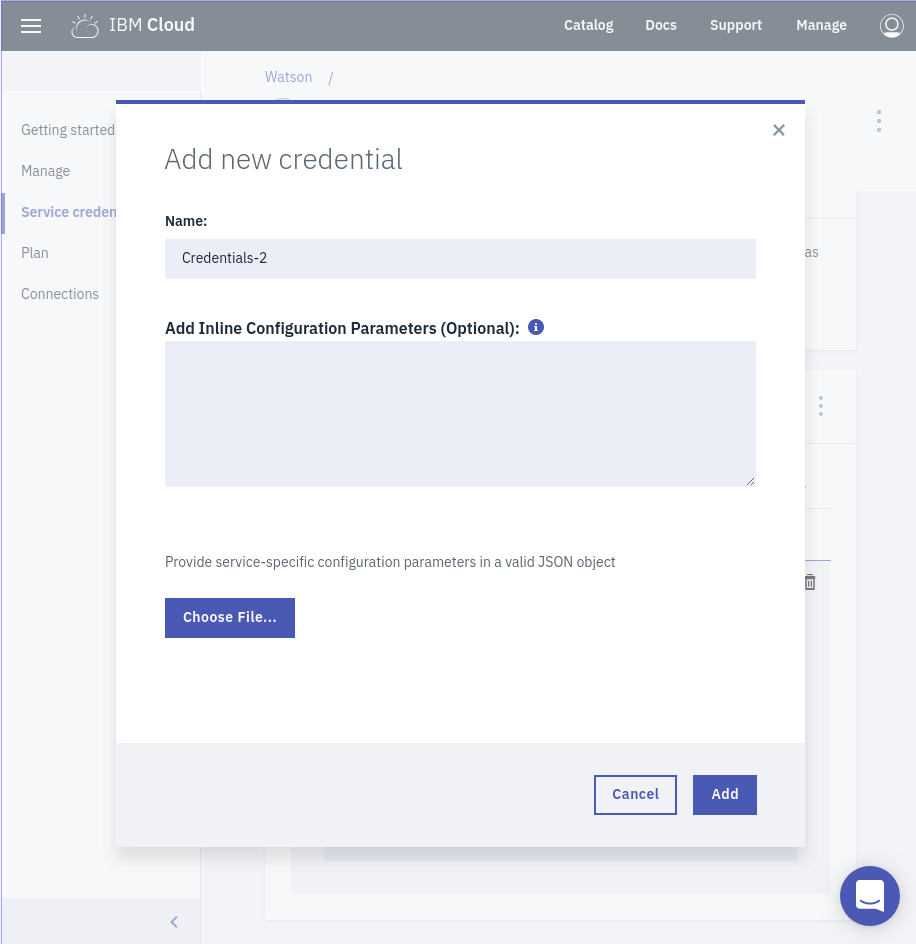 IBM Cloud
Catalog
Docs
Support
Manage
Watson /
Getting started
Manage
Service creden
Plan
Connections
Add new credential
Name:
Credentials-2
as
Add Inline Configuration Parameters (Optional):
Provide service-specific configuration parameters in a valid JSON object
Choose File...
Cancel
Add